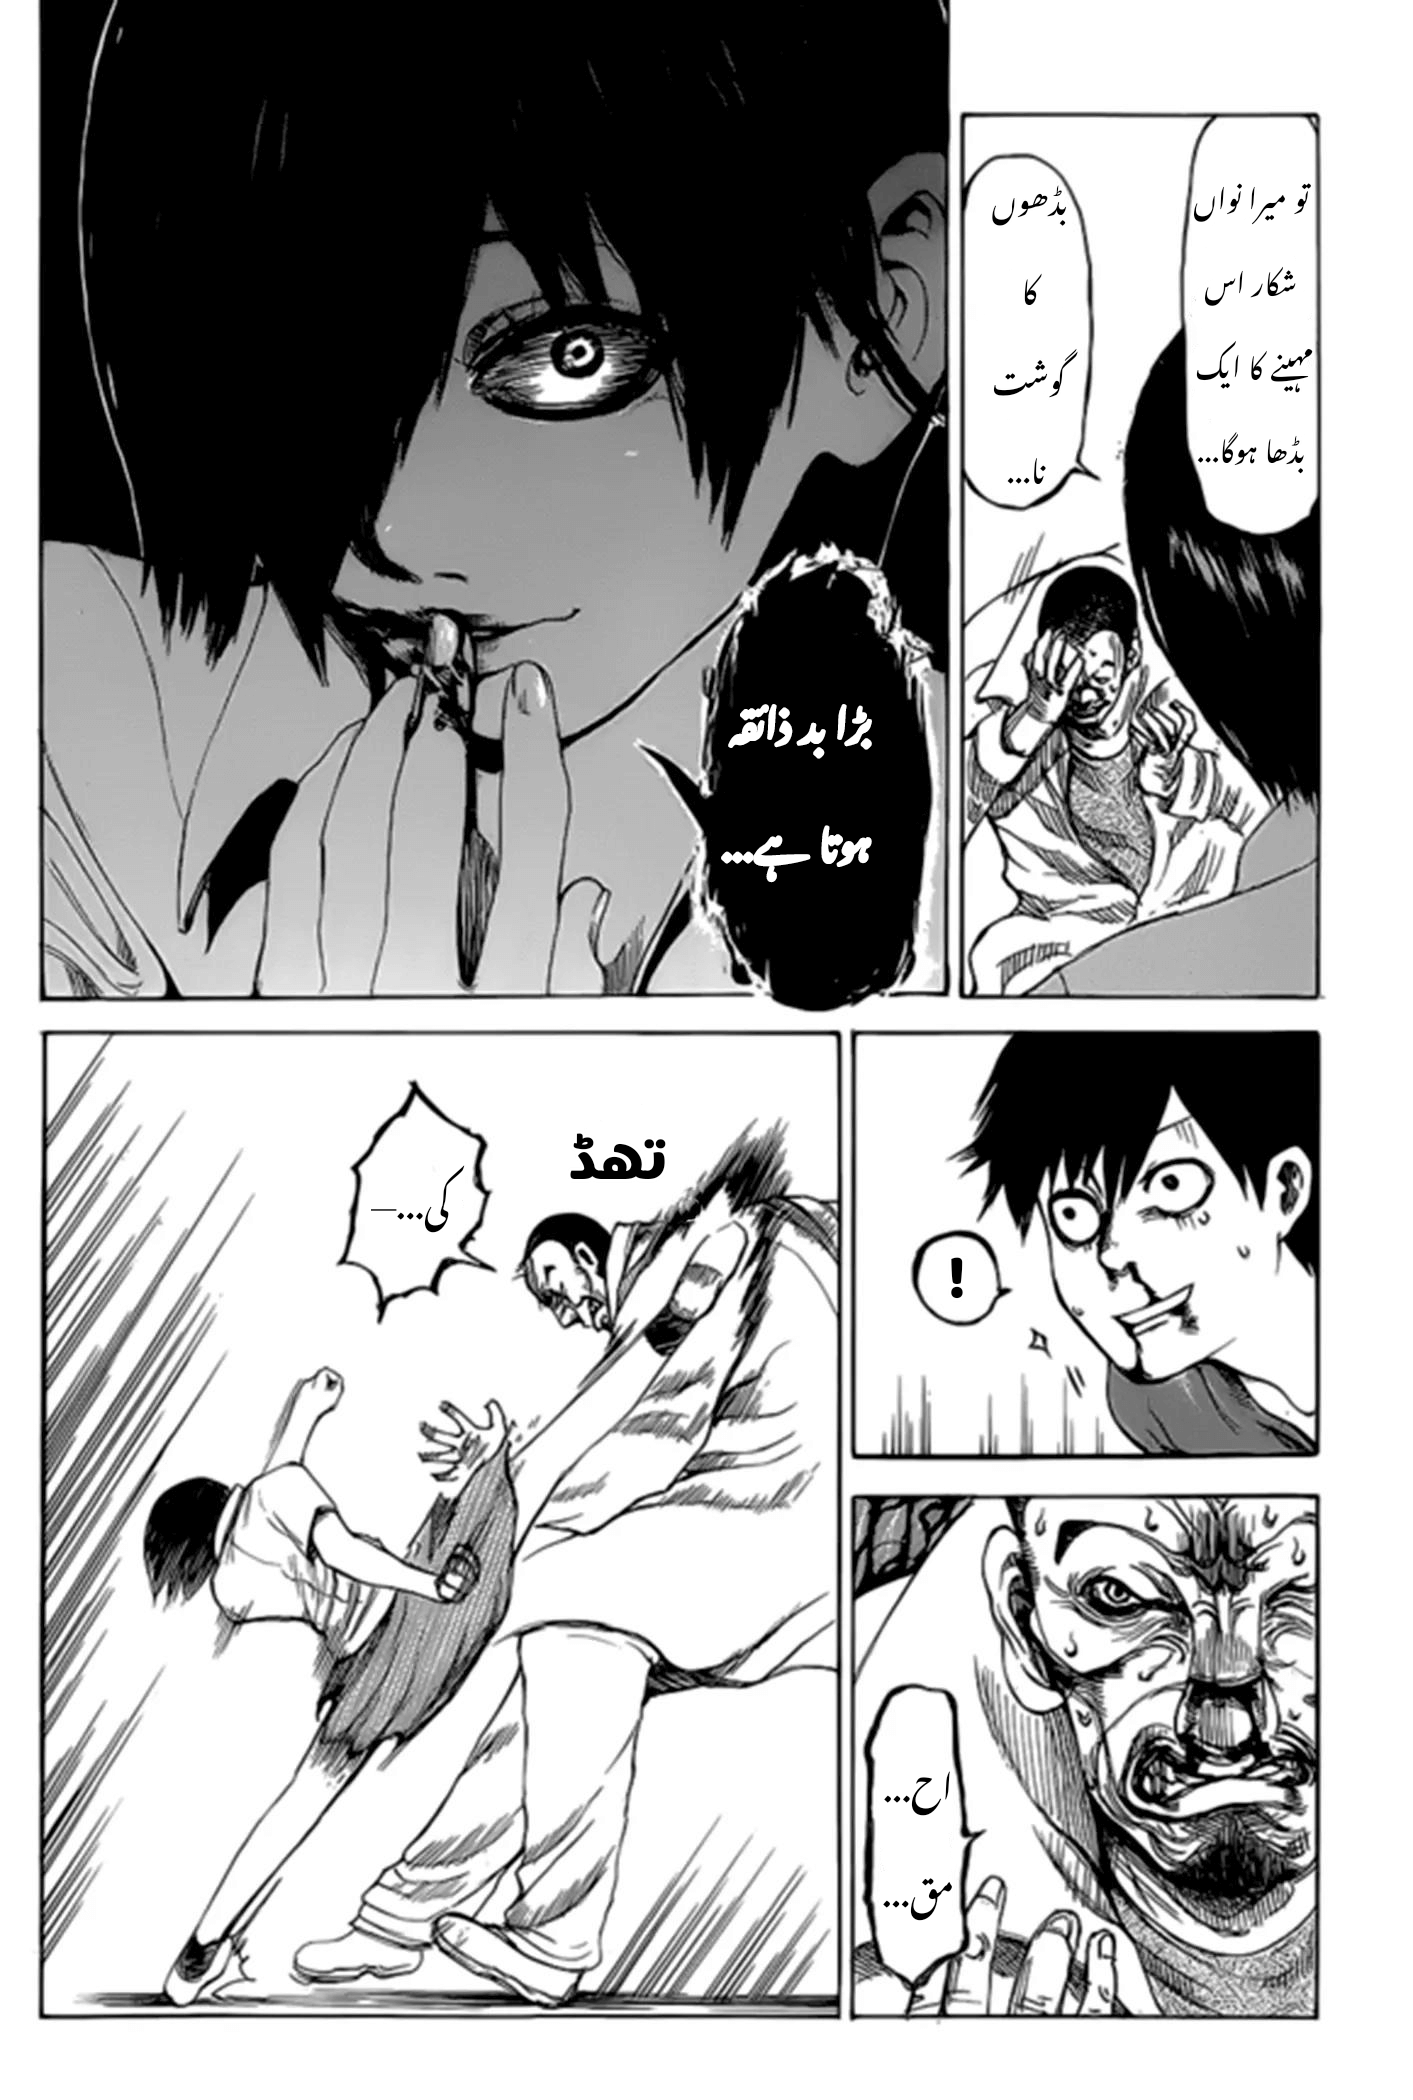 تو میرا نواں
شکار اس
مہینے کا ایک
بڈھا ہوگا...
بڈھوں
کا
گوشت
نا...
بڑا بد ذائقہ
ہوتا ہے...
!
اح...
مق...
تھڈ
کی...—